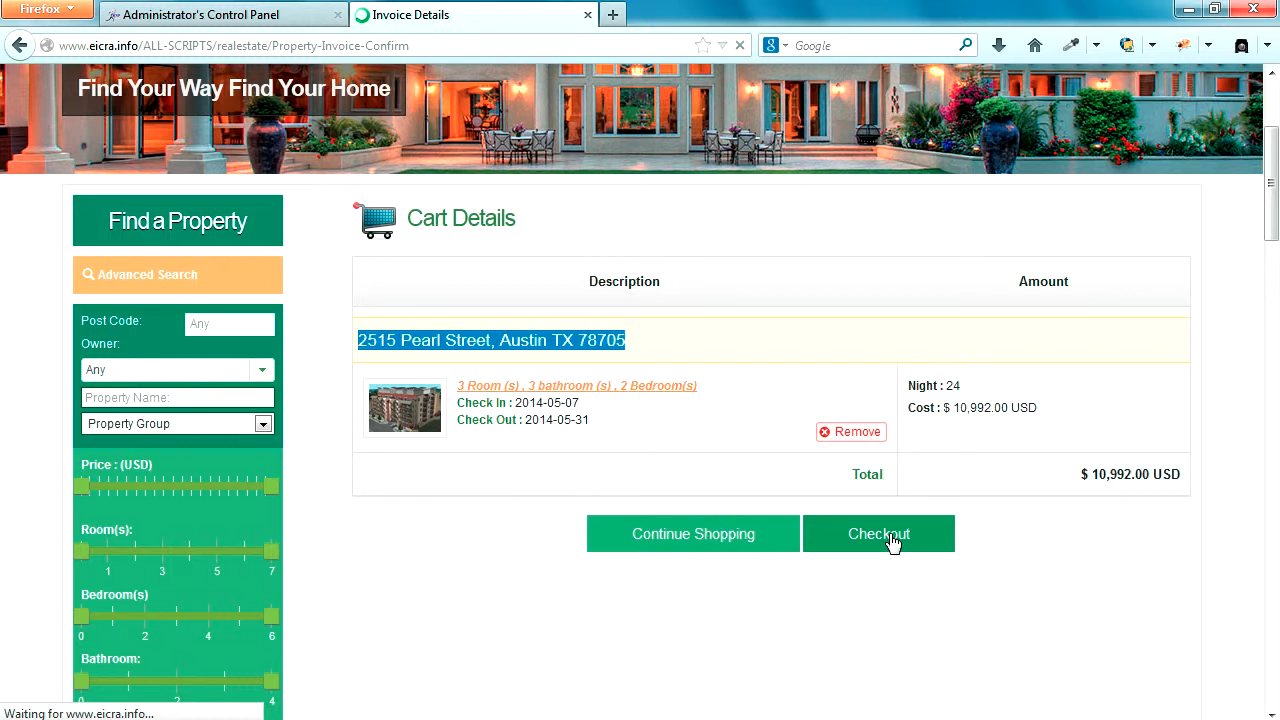 Firefox
Administrator's Control Panel
Invoice Details
www.eicra.info/ALL-SCRIPTS/realestate/Property-Invoice-Confirm
Google
Find Your Way Find Your Home
Find a Property
Advanced Search
Post Code:
Any
Owner:
Any
Property Name:
Property Group
Price : (USD)
Room(s):
1 3 5 7
Bedroom(s)
0 2 4 6
Bathroom:
0 2 4
Cart Details
Description Amount
2515 Pearl Street, Austin TX 78705
3 Room (s) , 3 bathroom (s) , 2 Bedroom(s)
Check In : 2014-05-07
Check Out : 2014-05-31
Remove
Night : 24
Cost : $ 10,992.00 USD
Total $ 10,992.00 USD
Continue Shopping
Checkout
Waiting for www.eicra.info...